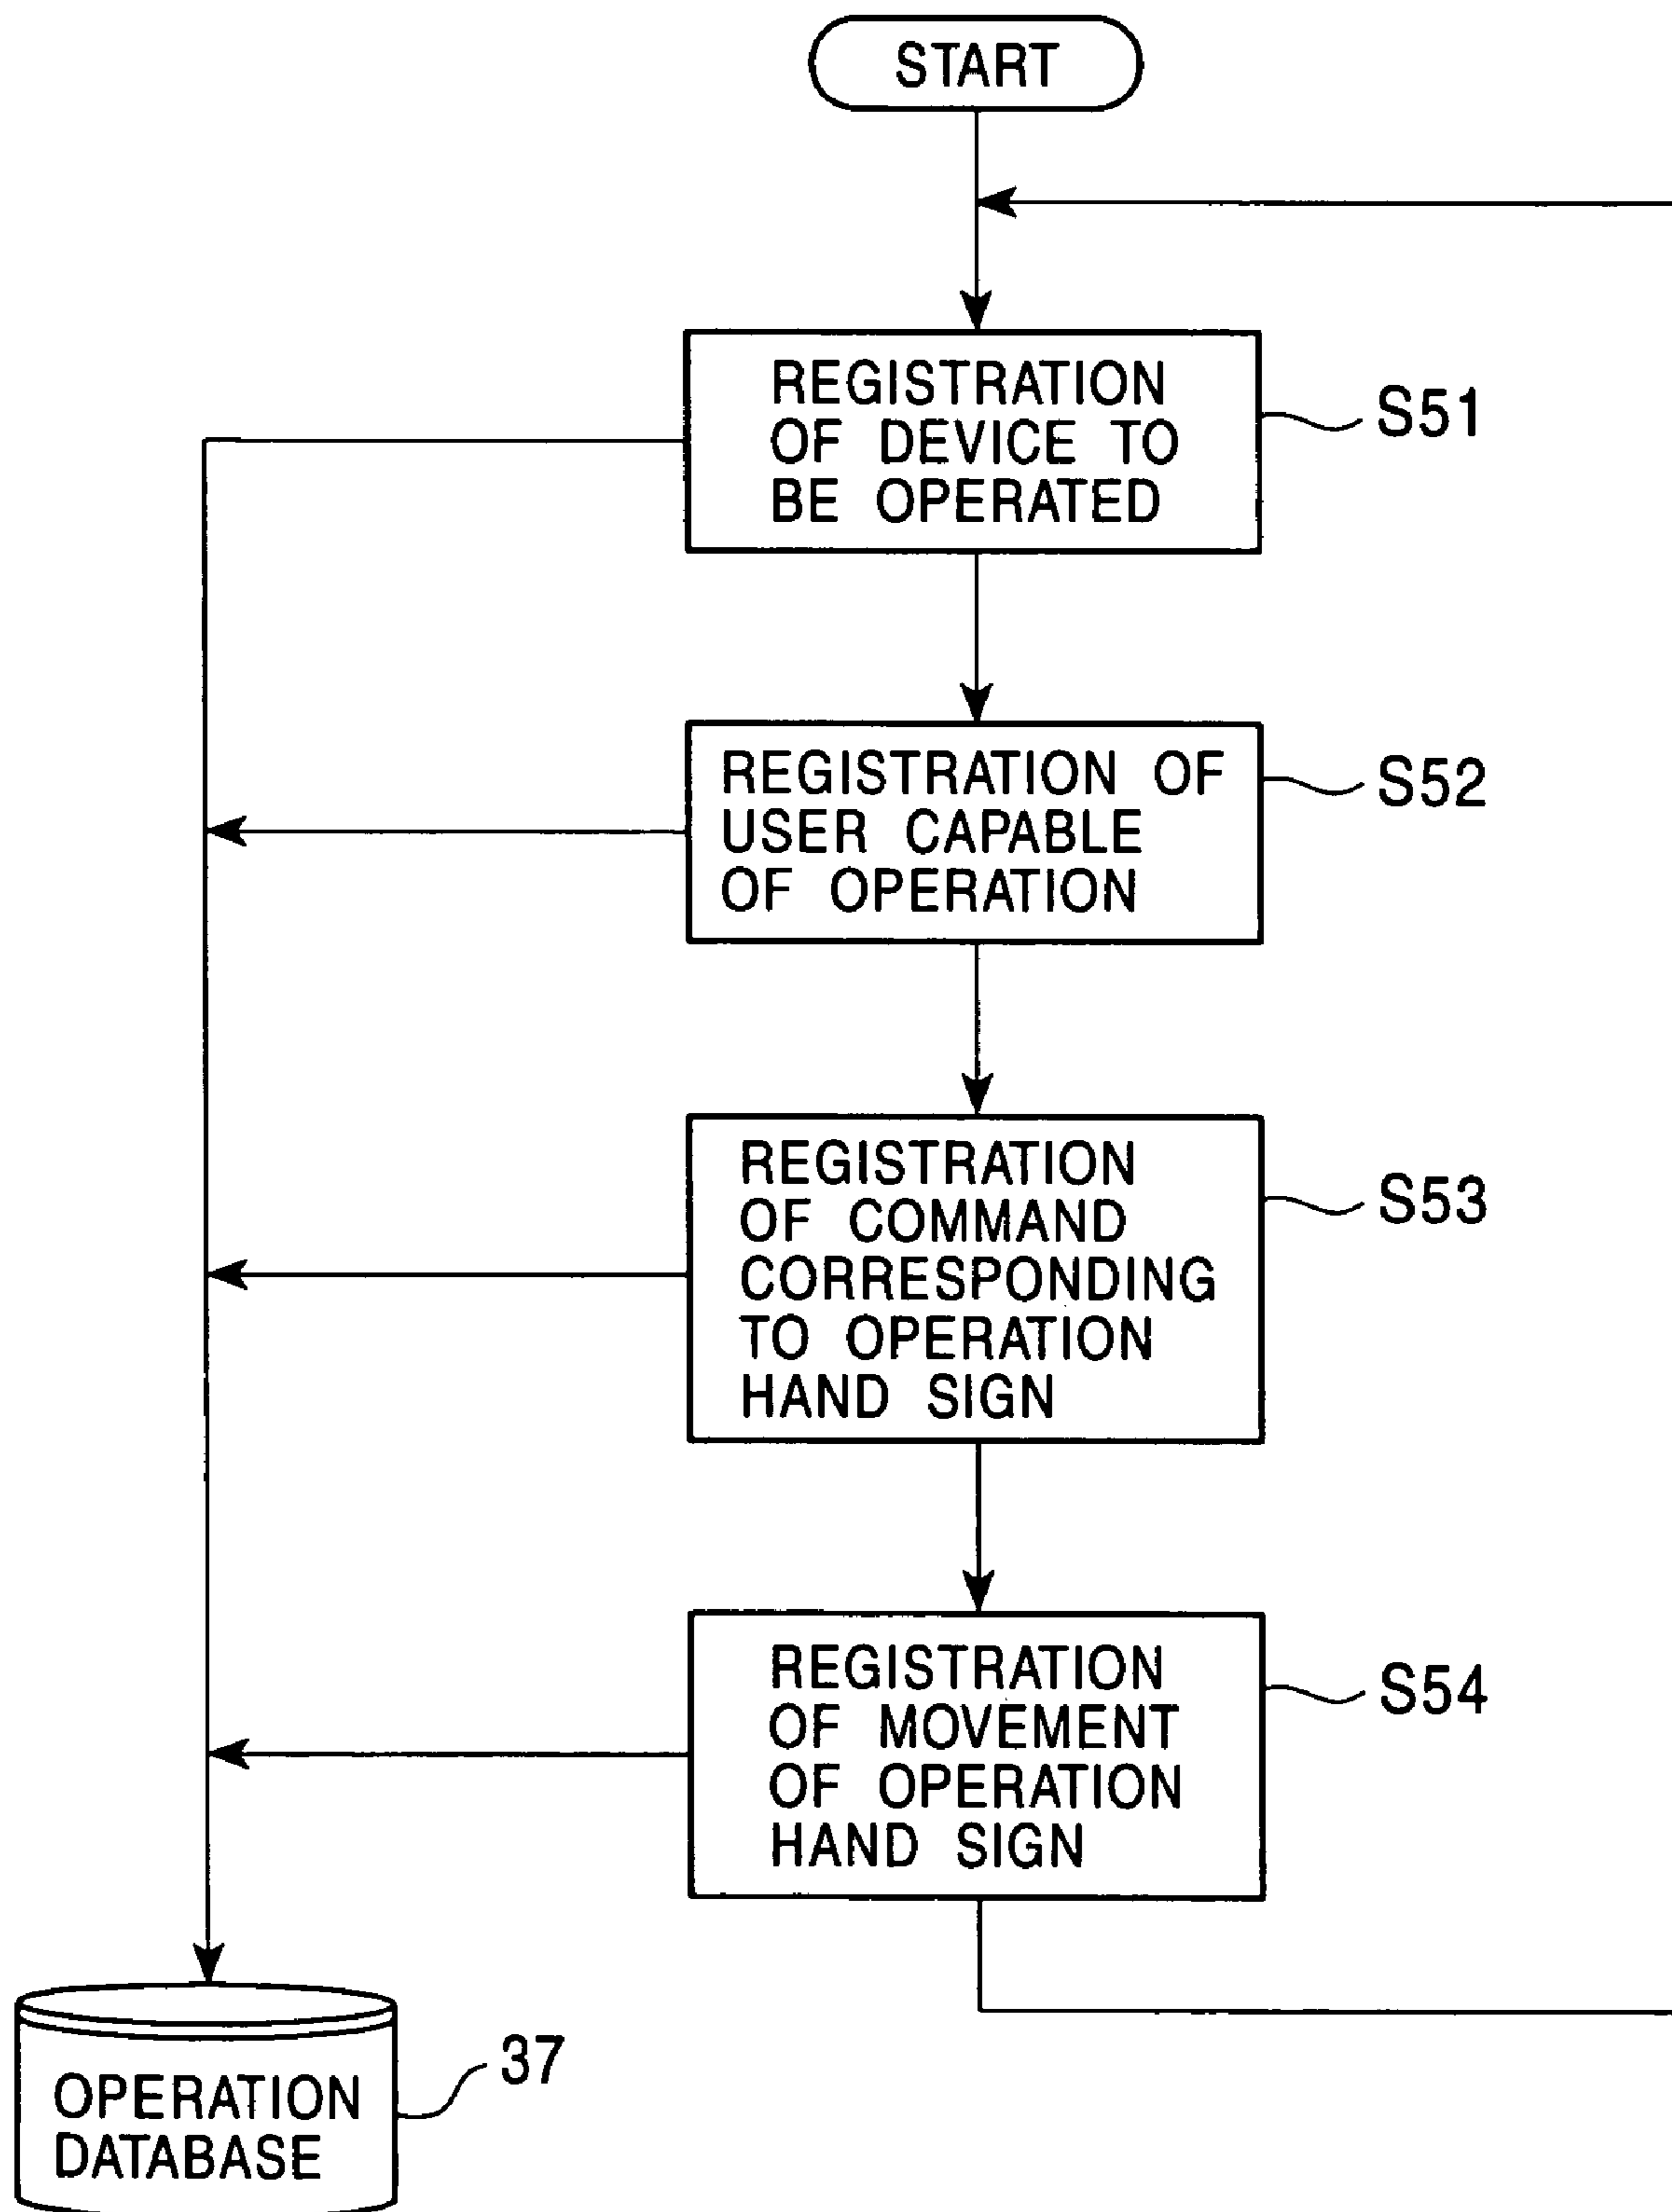 START
REGISTRATION
OF DEVICE TO
BE OPERATED
S51
REGISTRATION OF
USER CAPABLE
OF OPERATION
S52
REGISTRATION
OF COMMAND
CORRESPONDING
TO OPERATION
HAND SIGN
S53
REGISTRATION
OF MOVEMENT
OF OPERATION
HAND SIGN
S54
OPERATION
DATABASE
37